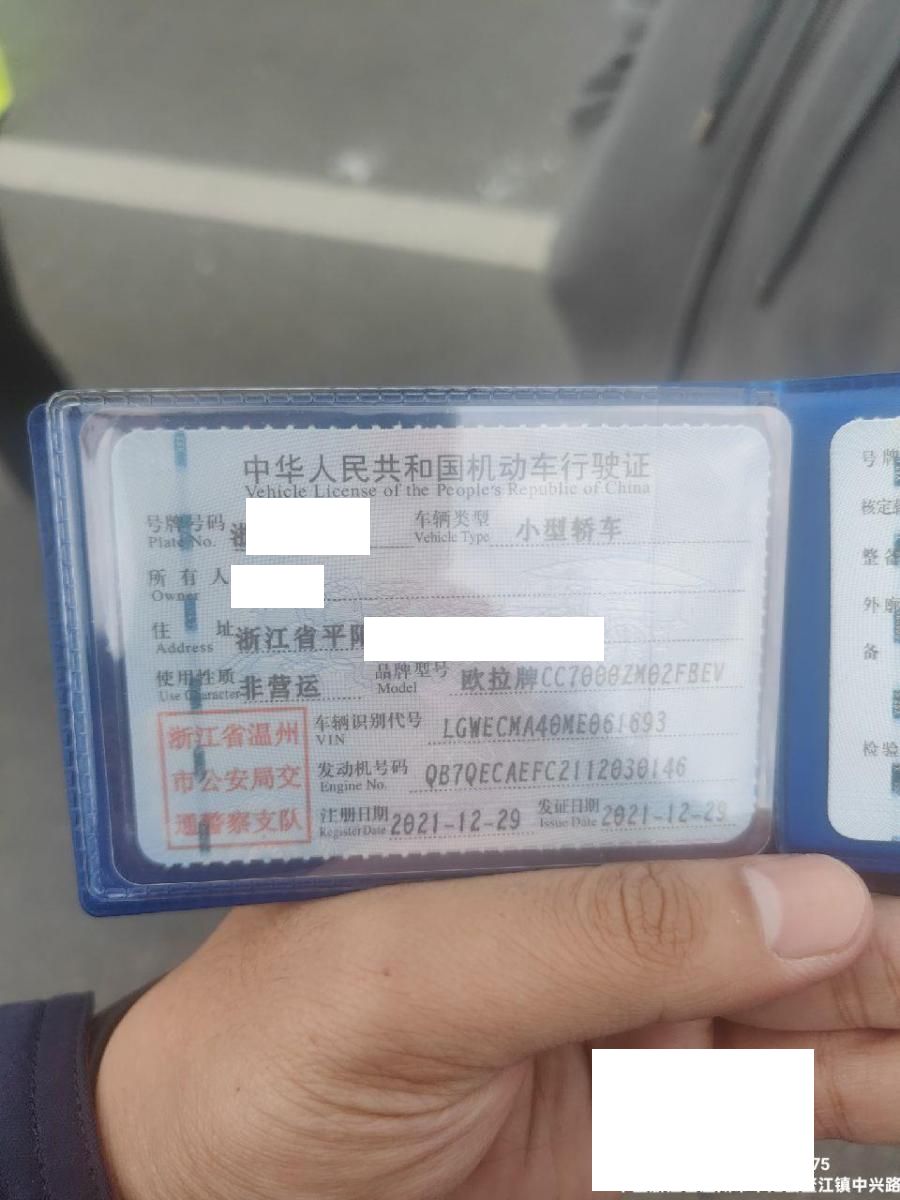 中华人民共和国机动车行驶证
Vehicle License of the People's Republic of China
号牌号码 浙 车辆类型 小型轿车
Plate No. Vehicle Type
所有人
Owner
住址 浙江省平阳
Address
使用性质 非营运 品牌型号 欧拉牌CC7000ZM02FBEV
Use Character Model
浙江省温州
市公安局交
通警察支队
车辆识别代号 LGWECMA40ME061693
VIN
发动机号码 QB7QECAEFC2112030146
Engine No.
注册日期 2021-12-29 发证日期 2021-12-29
Register Date Issue Date
号牌
核定
整备
外廓
备
检验
75
江镇中兴路